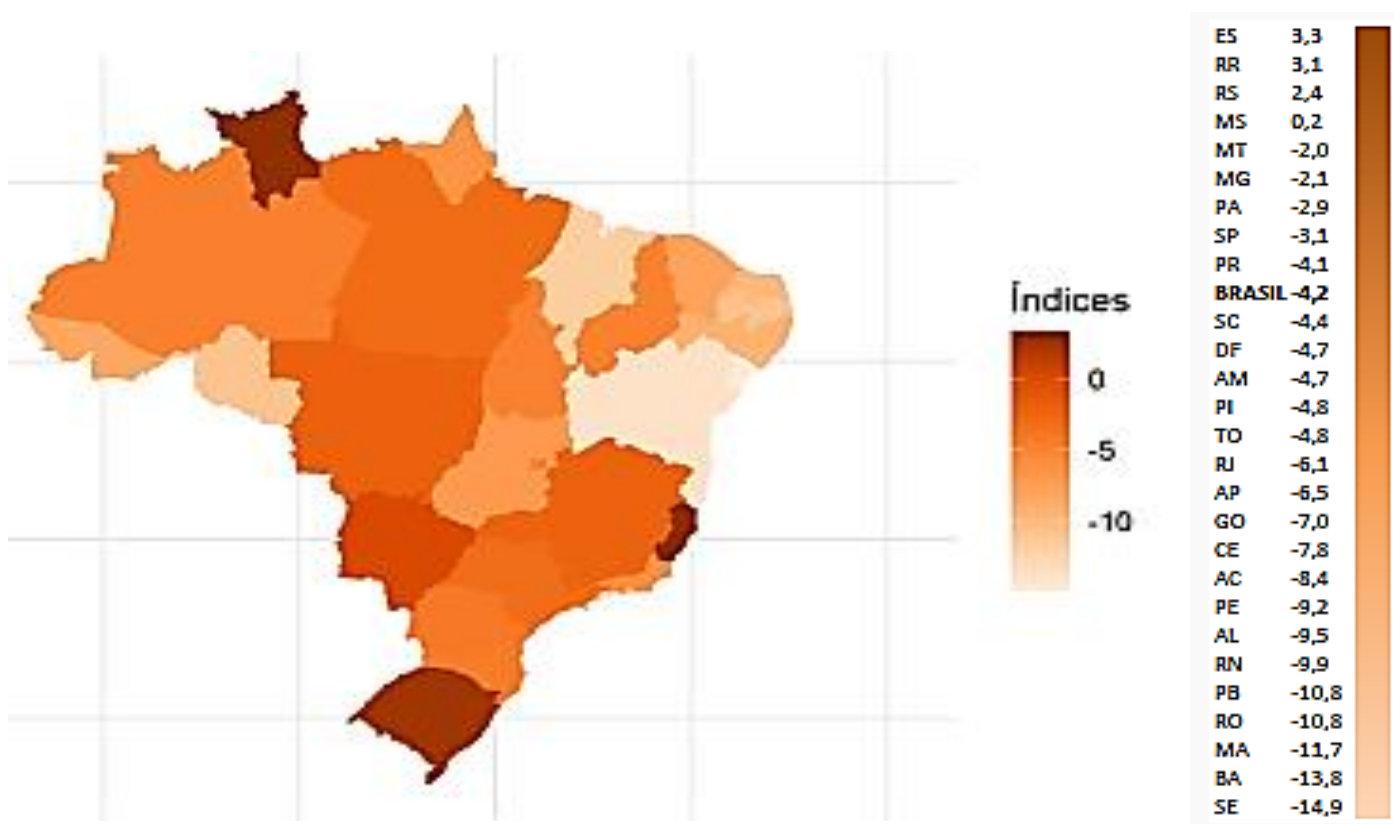 Índices
0
-5
-10
ES 3,3
RR 3,1
RS 2,4
MS 0,2
MT -2,0
MG -2,1
PA -2,9
SP -3,1
PR -4,1
BRASIL -4,2
SC -4,4
DF -4,7
AM -4,7
PI -4,8
TO -4,8
RJ -6,1
AP -6,5
GO -7,0
CE -7,8
AC -8,4
PE -9,2
AL -9,5
RN -9,9
PB -10,8
RO -10,8
MA -11,7
BA -13,8
SE -14,9